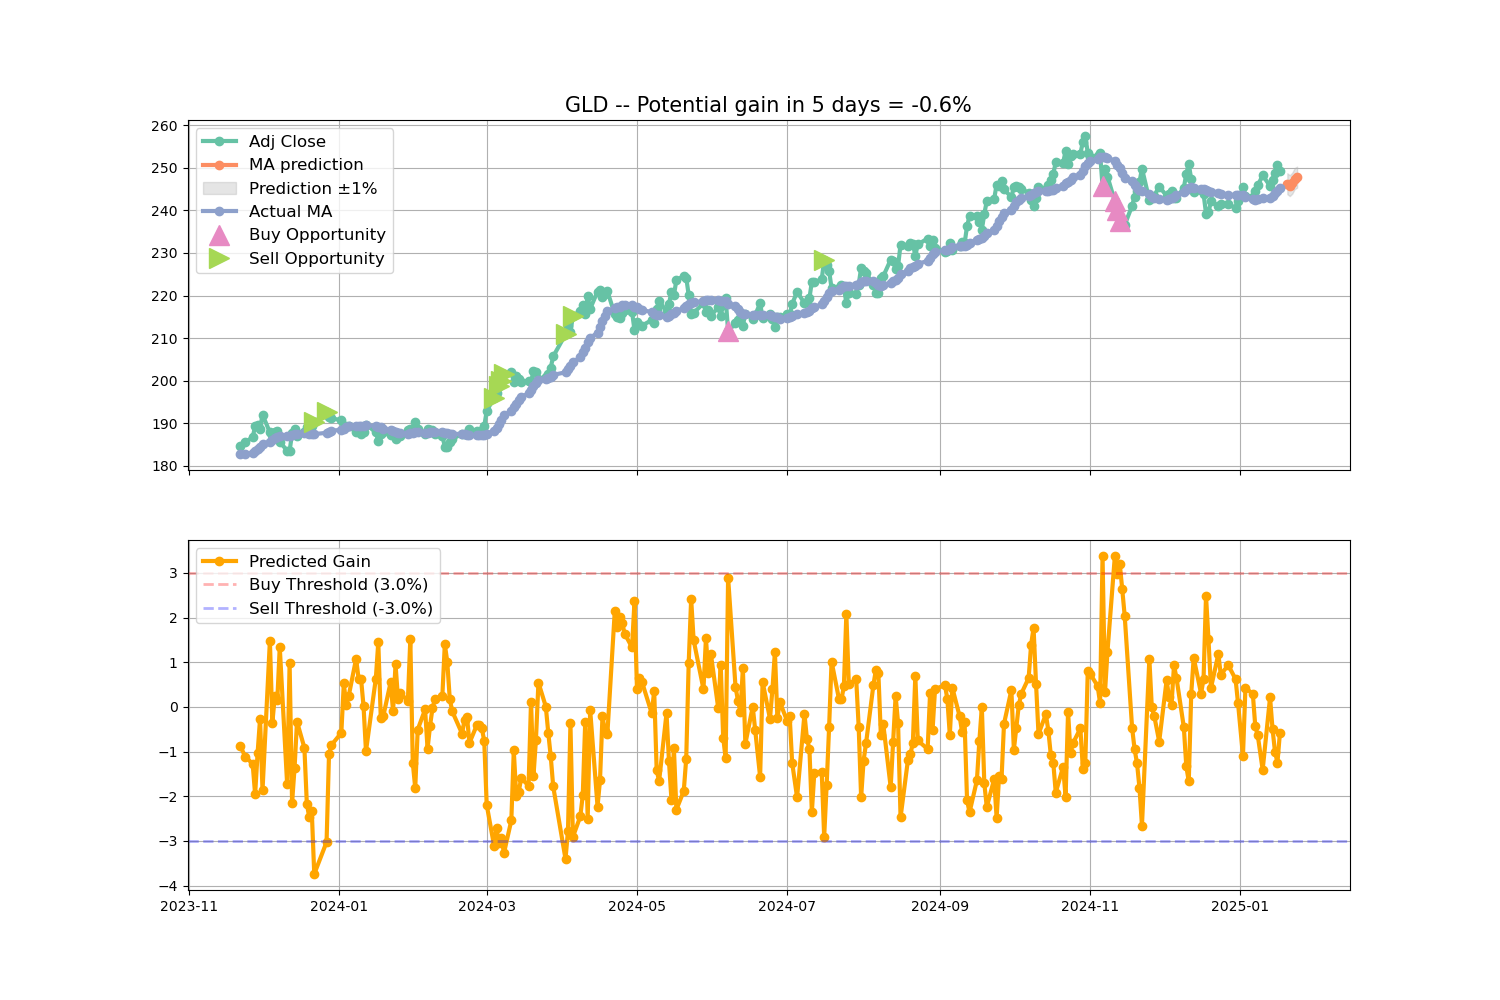 GLD -- Potential gain in 5 days = -0.6%
260
250
240
230
220
210
200
190
180
Adj Close
MA prediction
Prediction ±1%
Actual MA
Buy Opportunity
Sell Opportunity
3
2
1
0
−1
−2
−3
−4
Predicted Gain
Buy Threshold (3.0%)
Sell Threshold (-3.0%)
2023-11
2024-01
2024-03
2024-05
2024-07
2024-09
2024-11
2025-01